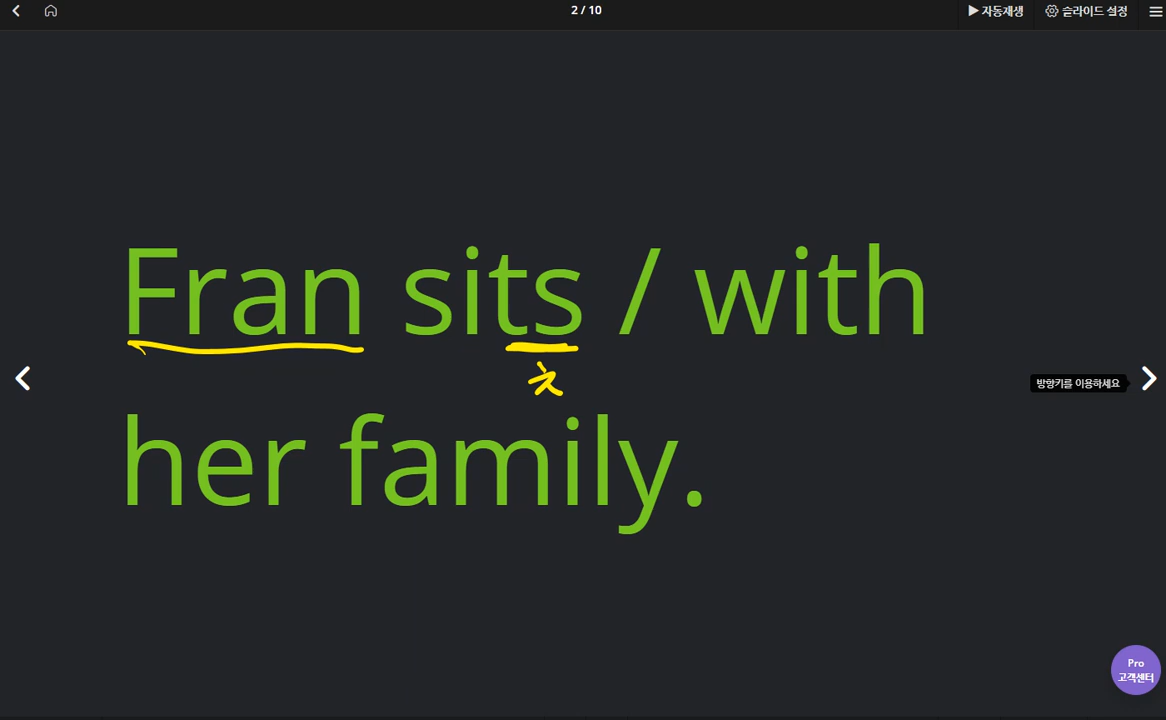 2 / 10
자동재생
슬라이드 설정
Fran sits / with
ㅊ
her family.
방향키를 이용하세요
Pro
고객센터